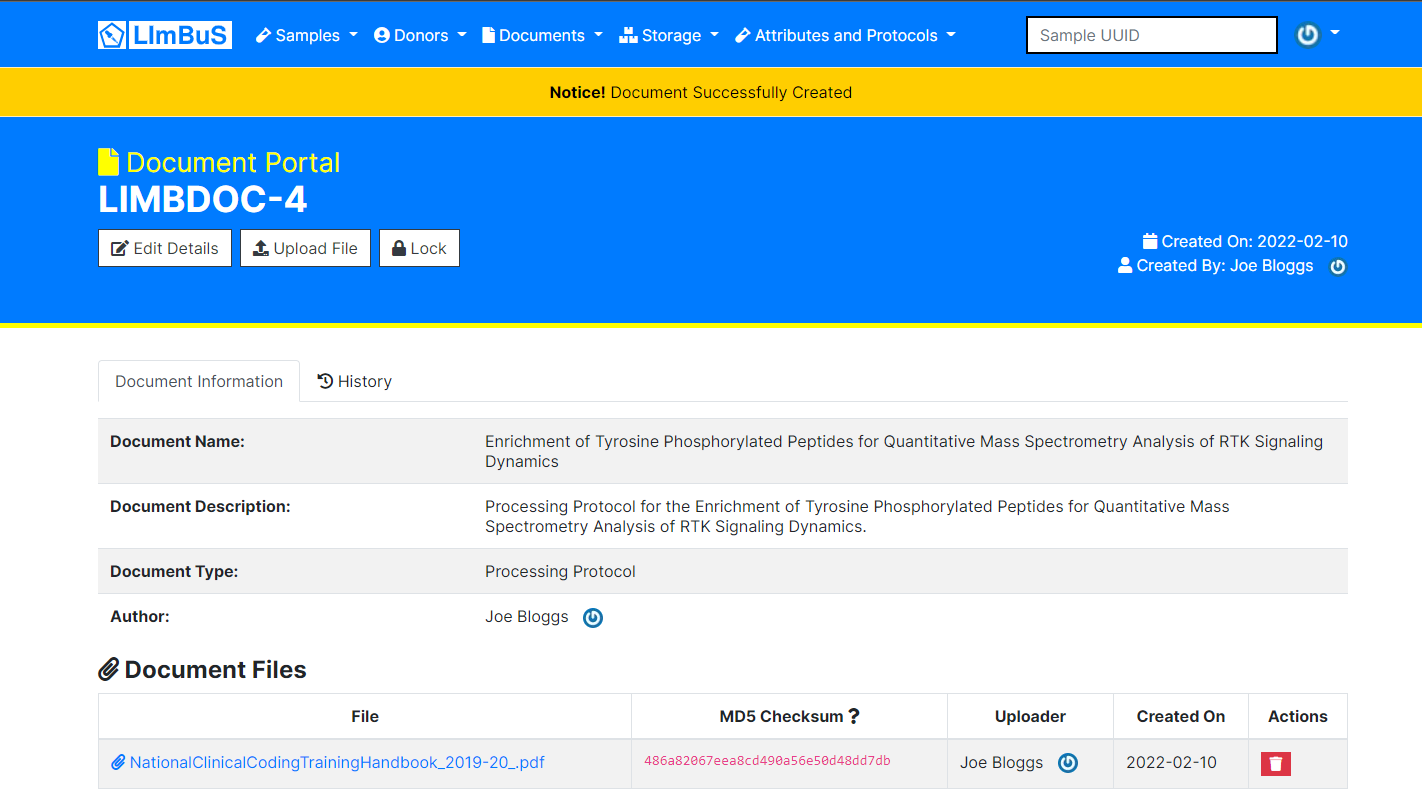 LImBuS Samples Donors Documents Storage Attributes and Protocols Sample UUID
Notice! Document Successfully Created
Document Portal
LIMBDOC-4
Edit Details Upload File Lock
Created On: 2022-02-10
Created By: Joe Bloggs
Document Information History
Document Name: Enrichment of Tyrosine Phosphorylated Peptides for Quantitative Mass Spectrometry Analysis of RTK Signaling
Dynamics
Document Description: Processing Protocol for the Enrichment of Tyrosine Phosphorylated Peptides for Quantitative Mass
Spectrometry Analysis of RTK Signaling Dynamics.
Document Type: Processing Protocol
Author: Joe Bloggs
Document Files
File MD5 Checksum ? Uploader Created On Actions
NationalClinicalCodingTrainingHandbook_2019-20_.pdf 486a82067eea8cd490a56e50d48dd7db Joe Bloggs 2022-02-10